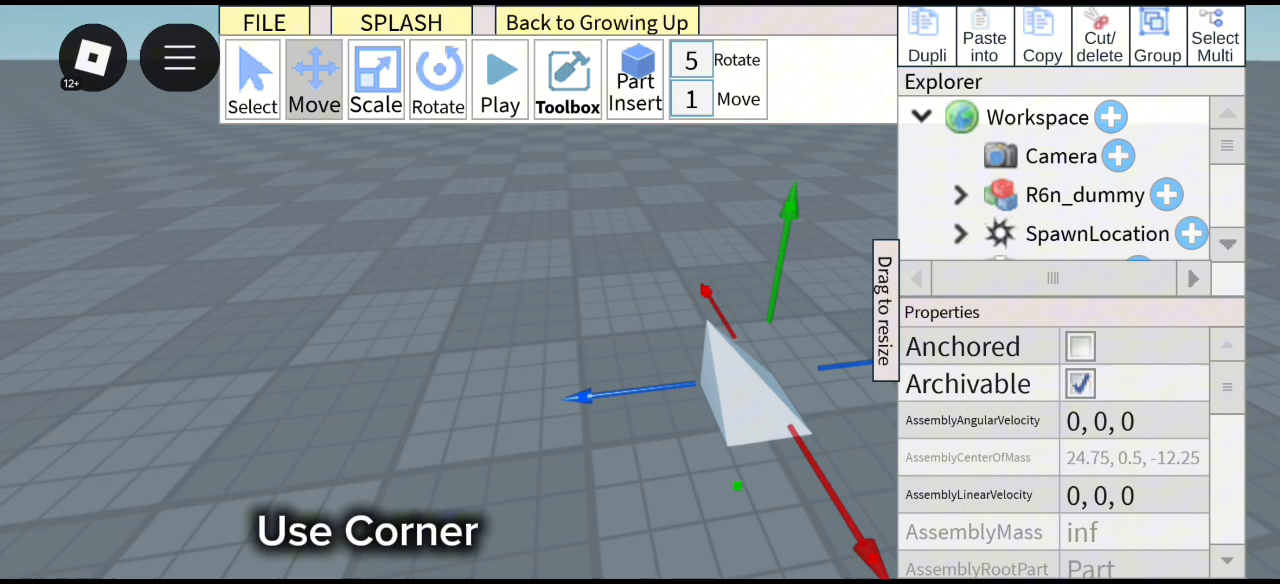 FILE
SPLASH
Back to Growing Up
12+
Select
Move
Scale
Rotate
Play
Toolbox
Part
Insert
5 Rotate
1 Move
Dupli
Paste
into
Copy
Cut/
delete
Group
Select
Multi
Explorer
Workspace
Camera
R6n_dummy
SpawnLocation
Drag to resize
Properties
Anchored
Archivable
AssemblyAngularVelocity 0, 0, 0
AssemblyCenterOfMass 24.75, 0.5, -12.25
AssemblyLinearVelocity 0, 0, 0
AssemblyMass inf
AssemblyRootPart Part
Use Corner